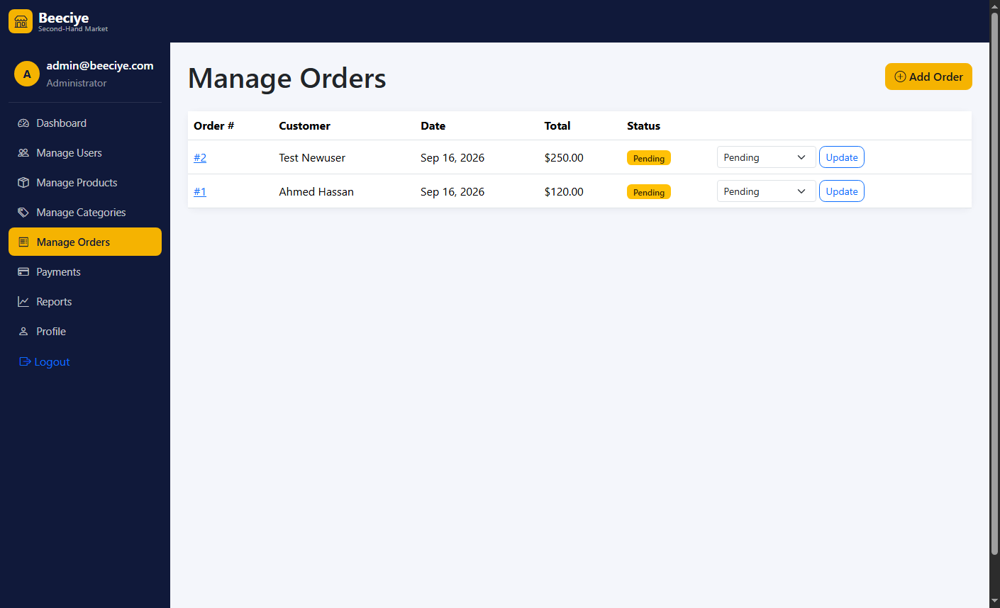 Beeciye
Second-Hand Market
A
admin@beeciye.com
Administrator
Dashboard
Manage Users
Manage Products
Manage Categories
Manage Orders
Payments
Reports
Profile
Logout
Manage Orders
Add Order
Order # Customer Date Total Status
#2 Test Newuser Sep 16, 2026 $250.00 Pending Pending Update
#1 Ahmed Hassan Sep 16, 2026 $120.00 Pending Pending Update